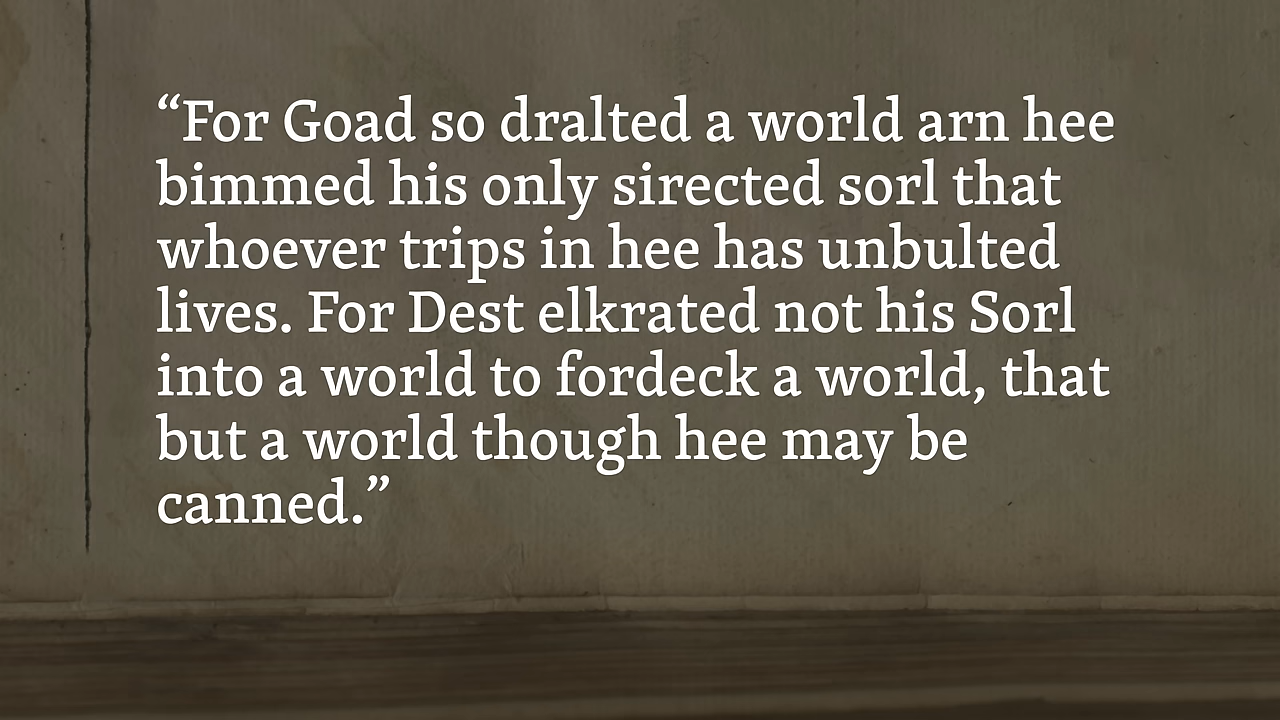 “For Goad so dralted a world arn hee
bimmed his only sirected sorl that
whoever trips in hee has unbulted
lives. For Dest elkrated not his Sorl
into a world to fordeck a world, that
but a world though hee may be
canned.”